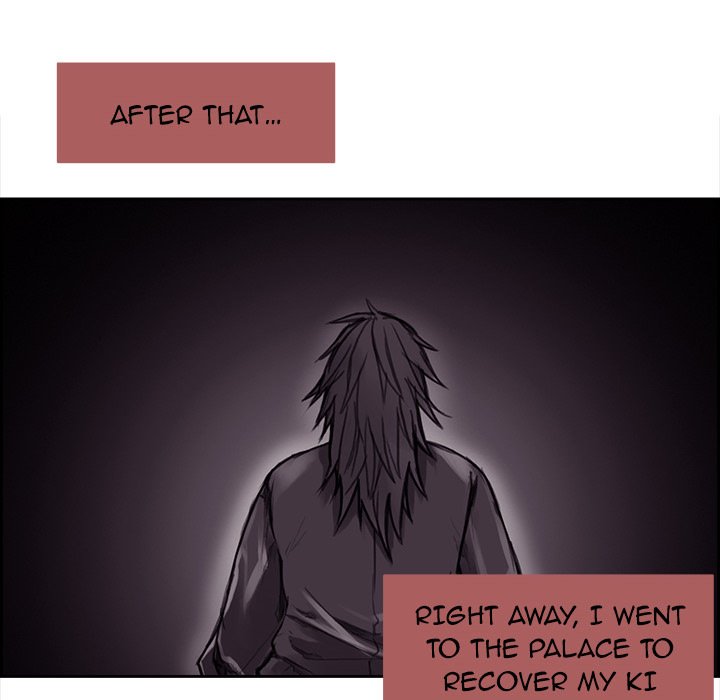 AFTER THAT...
RIGHT AWAY, I WENT
TO THE PALACE TO
RECOVER MY KI